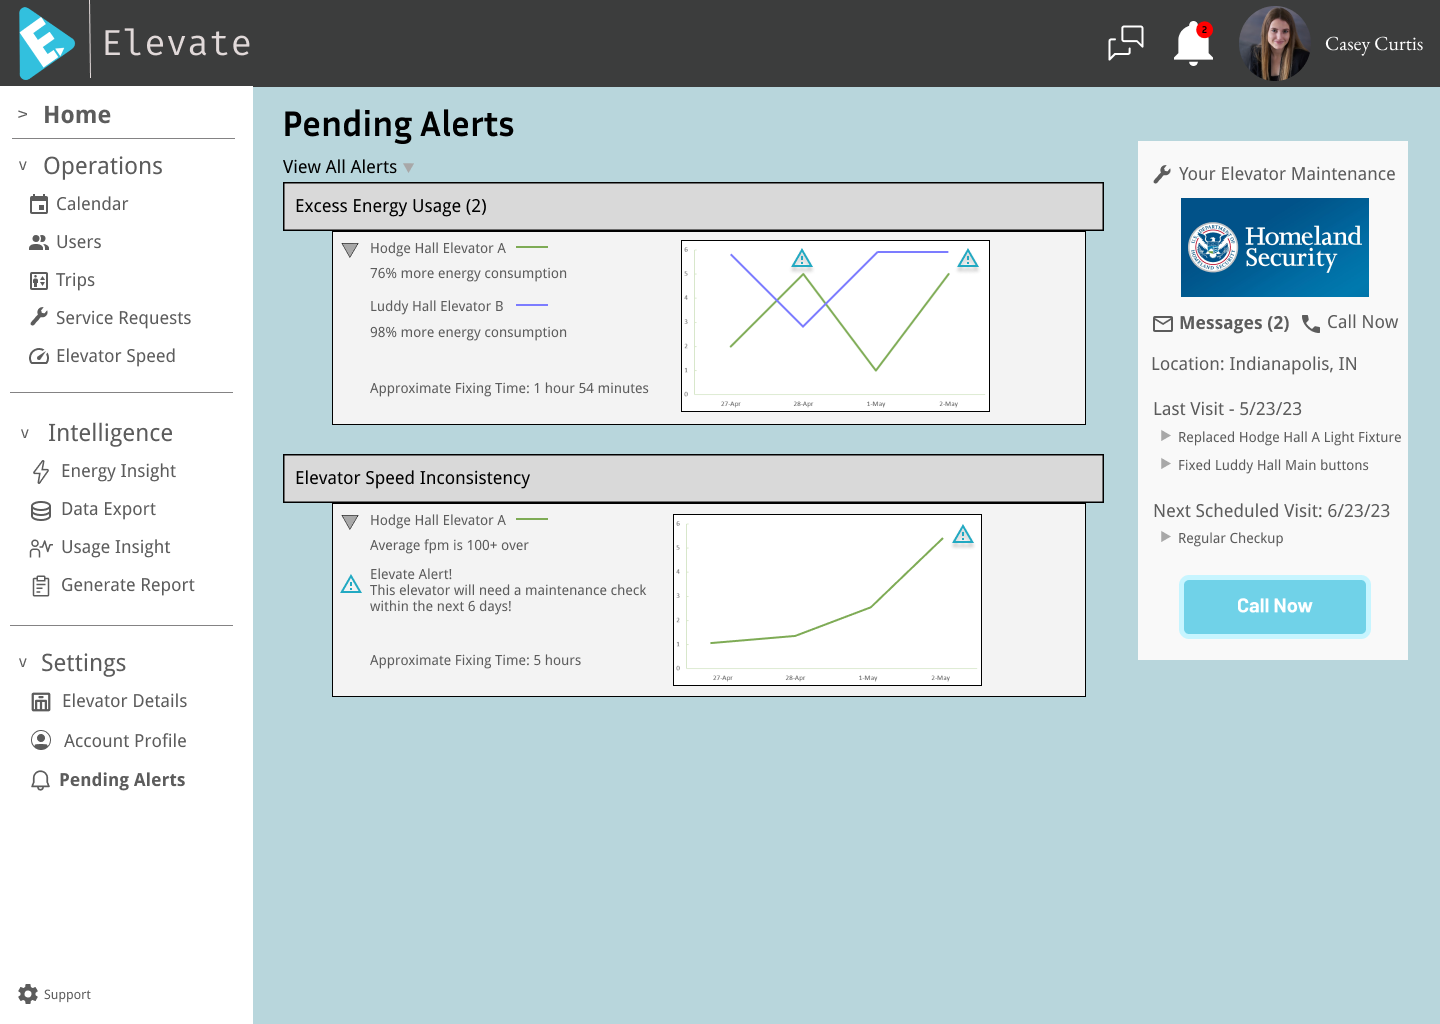 Elevate
2
Casey Curtis
> Home
v Operations
Calendar
Users
Trips
Service Requests
Elevator Speed
v Intelligence
Energy Insight
Data Export
Usage Insight
Generate Report
v Settings
Elevator Details
Account Profile
Pending Alerts
Support
Pending Alerts
View All Alerts
Excess Energy Usage (2)
Hodge Hall Elevator A
76% more energy consumption
Luddy Hall Elevator B
98% more energy consumption
Approximate Fixing Time: 1 hour 54 minutes
6
5
4
3
2
1
0
27-Apr 28-Apr 1-May 2-May
Elevator Speed Inconsistency
Hodge Hall Elevator A
Average fpm is 100+ over
Elevate Alert!
This elevator will need a maintenance check
within the next 6 days!
Approximate Fixing Time: 5 hours
6
5
4
3
2
1
0
27-Apr 28-Apr 1-May 2-May
Your Elevator Maintenance
U.S. DEPARTMENT OF
HOMELAND SECURITY
Homeland
Security
Messages (2) Call Now
Location: Indianapolis, IN
Last Visit - 5/23/23
Replaced Hodge Hall A Light Fixture
Fixed Luddy Hall Main buttons
Next Scheduled Visit: 6/23/23
Regular Checkup
Call Now